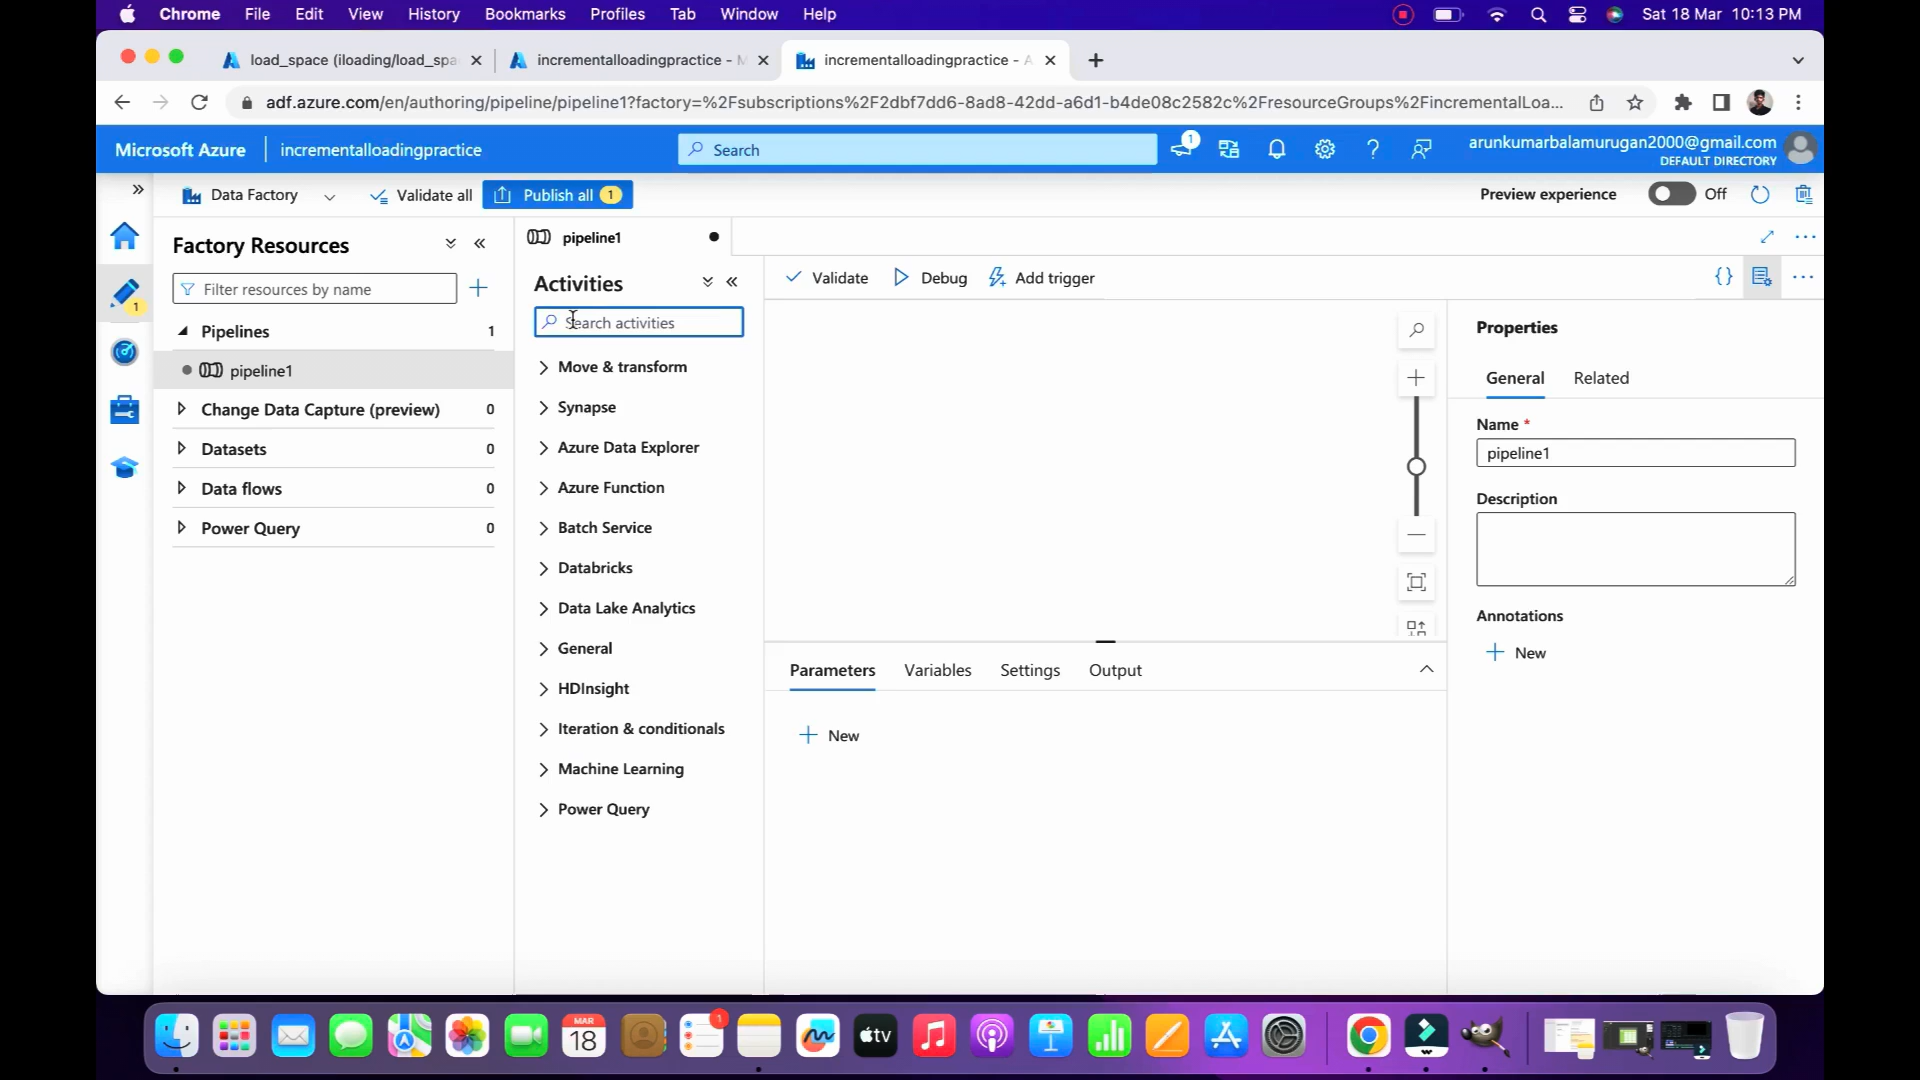 Chrome File Edit View History Bookmarks Profiles Tab Window Help Sat 18 Mar 10:13 PM
load_space (iloading/load_spa incrementalloadingpractice - M incrementalloadingpractice - A
adf.azure.com/en/authoring/pipeline/pipeline1?factory=%2Fsubscriptions%2F2dbf7dd6-8ad8-42dd-a6d1-b4de08c2582c%2FresourceGroups%2FincrementalLoa...
Microsoft Azure incrementalloadingpractice Search 1 arunkumarbalamurugan2000@gmail.com
DEFAULT DIRECTORY
Data Factory Validate all Publish all 1 Preview experience Off
Factory Resources
Filter resources by name
Pipelines 1
pipeline1
Change Data Capture (preview) 0
Datasets 0
Data flows 0
Power Query 0
1
pipeline1
Activities
Search activities
Move & transform
Synapse
Azure Data Explorer
Azure Function
Batch Service
Databricks
Data Lake Analytics
General
HDInsight
Iteration & conditionals
Machine Learning
Power Query
Validate Debug Add trigger
Parameters Variables Settings Output
New
Properties
General Related
Name *
pipeline1
Description
Annotations
New
MAR
18
1
tv